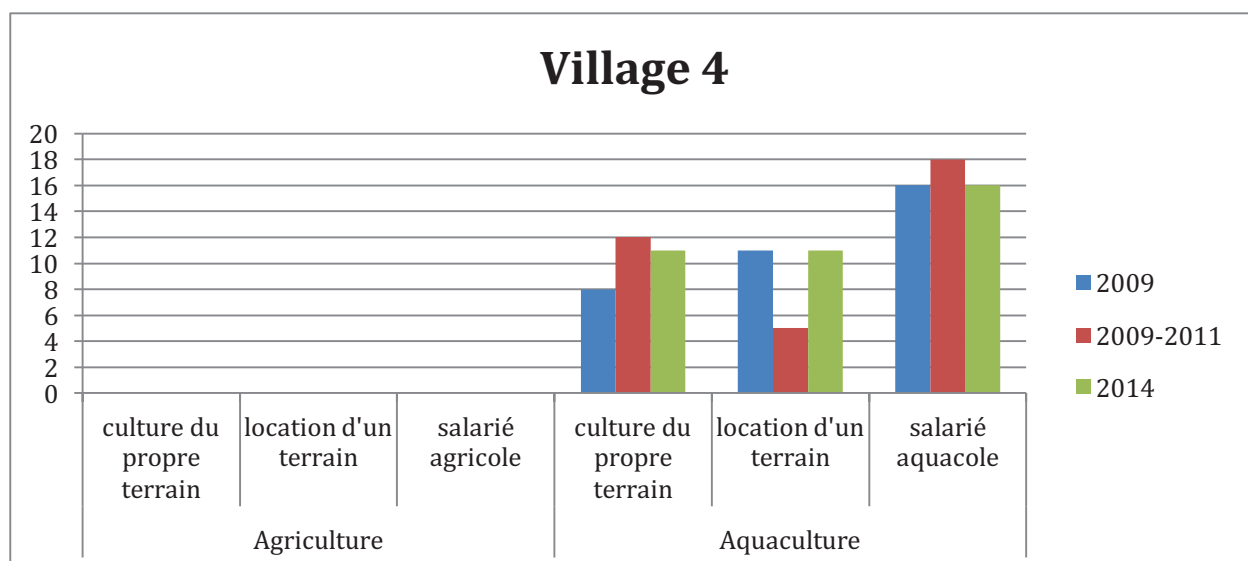 Village 4
20
18
16
14
12
10
8
6
4
2
0
culture du
propre
terrain
location d'un
terrain
salarié
agricole
culture du
propre
terrain
location d'un
terrain
salarié
aquacole
Agriculture
Aquaculture
2009
2009-2011
2014